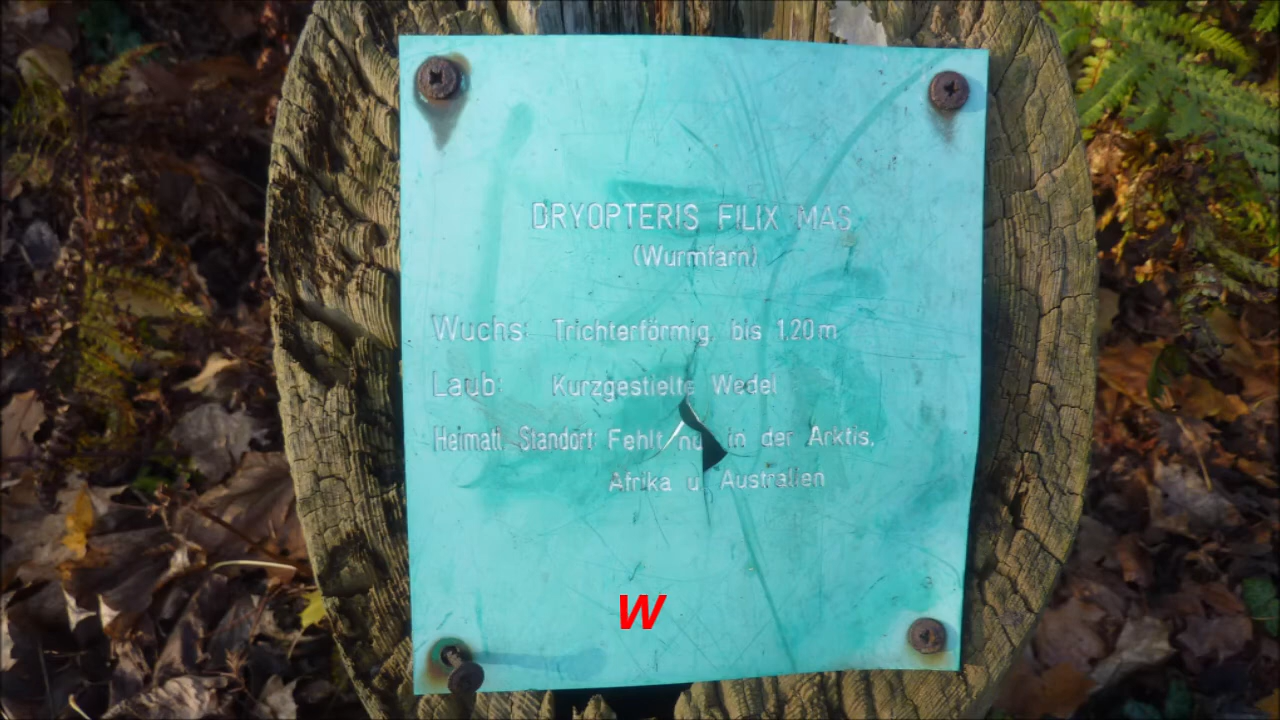 DRYOPTERIS FILIX MAS
(Wurmfarn)
Wuchs: Trichterförmig, bis 1,20 m
Laub: Kurzgestielte Wedel
Heimatl. Standort: Fehlt nur in der Arktis,
Afrika u. Australien
W